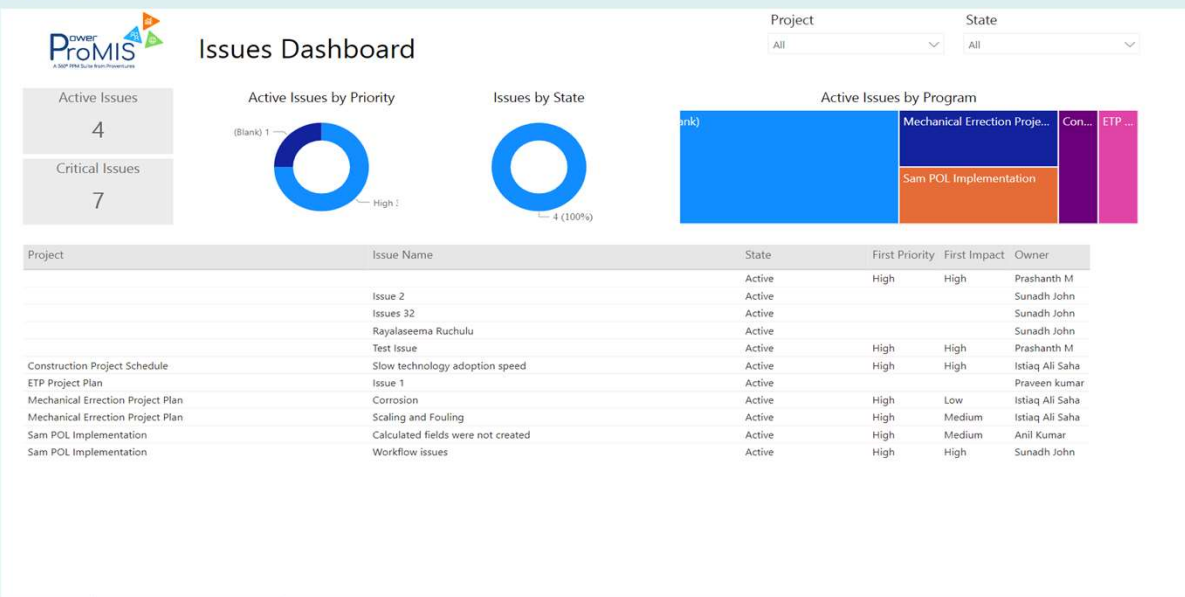 Power
ProMIS
A 360° PPM Suite from Proventures
Issues Dashboard
Project
All
State
All
Active Issues
4
Critical Issues
7
Active Issues by Priority
(Blank) 1
High
Issues by State
4 (100%)
Active Issues by Program
ank)
Mechanical Errection Proje...
Con...
ETP ...
Sam POL Implementation
Project Issue Name State First Priority First Impact Owner
Active High High Prashanth M
Issue 2 Active Sunadh John
Issues 32 Active Sunadh John
Rayalaseema Ruchulu Active Sunadh John
Test Issue Active High High Prashanth M
Construction Project Schedule Slow technology adoption speed Active High High Istiaq Ali Saha
ETP Project Plan Issue 1 Active Praveen kumar
Mechanical Errection Project Plan Corrosion Active High Low Istiaq Ali Saha
Mechanical Errection Project Plan Scaling and Fouling Active High Medium Istiaq Ali Saha
Sam POL Implementation Calculated fields were not created Active High Medium Anil Kumar
Sam POL Implementation Workflow issues Active High High Sunadh John